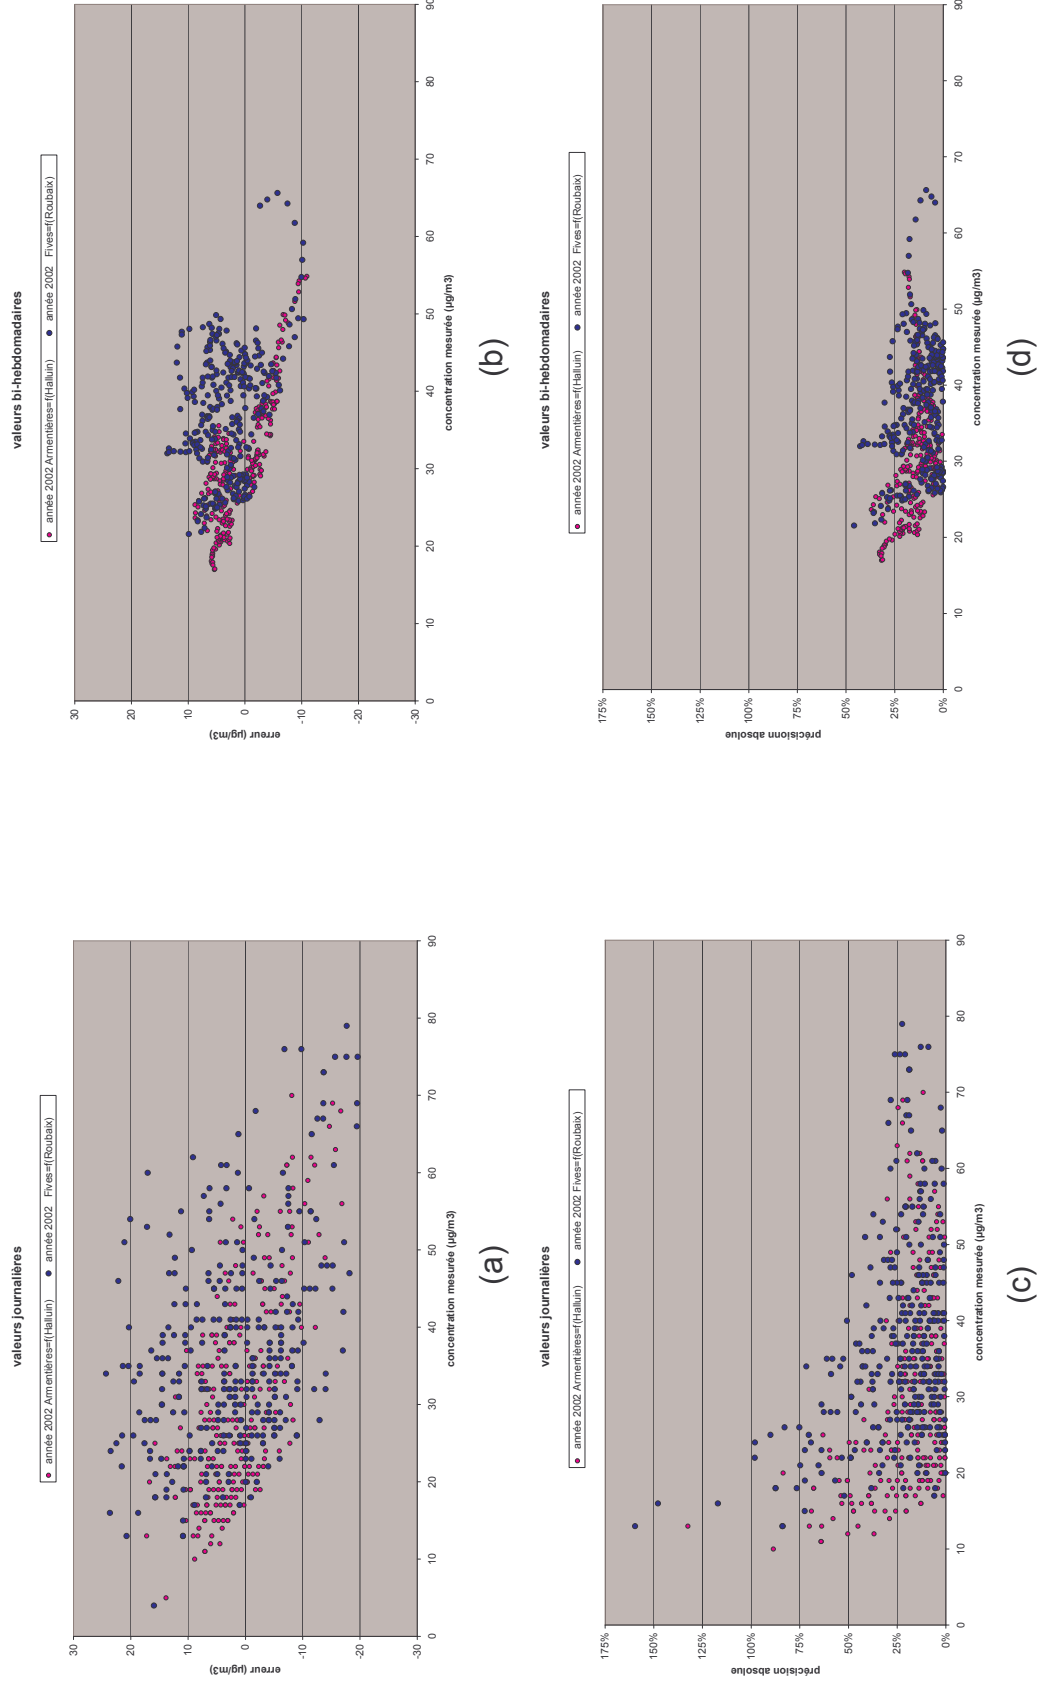 valeurs journalières
année 2002 Armentières=f(Halluin) année 2002 Fives=f(Roubaix)
30
20
10
0
-10
-20
-30
erreur (µg/m3)
0 10 20 30 40 50 60 70 80 90
concentration mesurée (µg/m3)
(a)
valeurs bi-hebdomadaires
année 2002 Armentières=f(Halluin) année 2002 Fives=f(Roubaix)
30
20
10
0
-10
-20
-30
erreur (µg/m3)
0 10 20 30 40 50 60 70 80 90
concentration mesurée (µg/m3)
(b)
valeurs journalières
année 2002 Armentières=f(Halluin) année 2002 Fives=f(Roubaix)
175%
150%
125%
100%
75%
50%
25%
0%
précision absolue
0 10 20 30 40 50 60 70 80 90
concentration mesurée (µg/m3)
(c)
valeurs bi-hebdomadaires
année 2002 Armentières=f(Halluin) année 2002 Fives=f(Roubaix)
175%
150%
125%
100%
75%
50%
25%
0%
précisionn absolue
0 10 20 30 40 50 60 70 80 90
concentration mesurée (µg/m3)
(d)